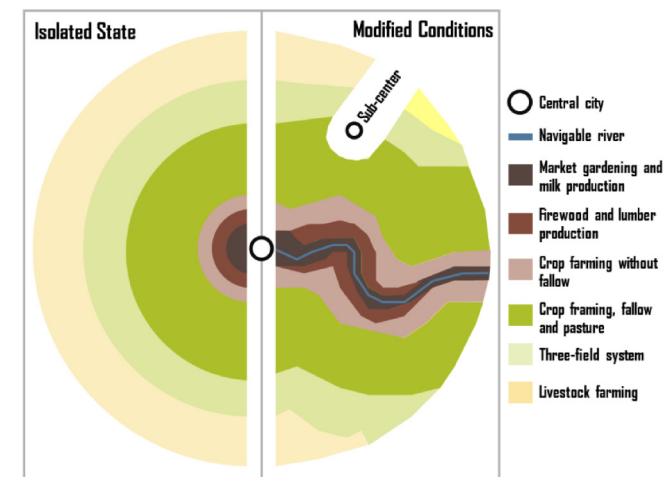 Isolated State
Modified Conditions
Sub-center
Central city
Navigable river
Market gardening and
milk production
Firewood and lumber
production
Crop farming without
fallow
Crop framing, fallow
and pasture
Three-field system
Livestock farming